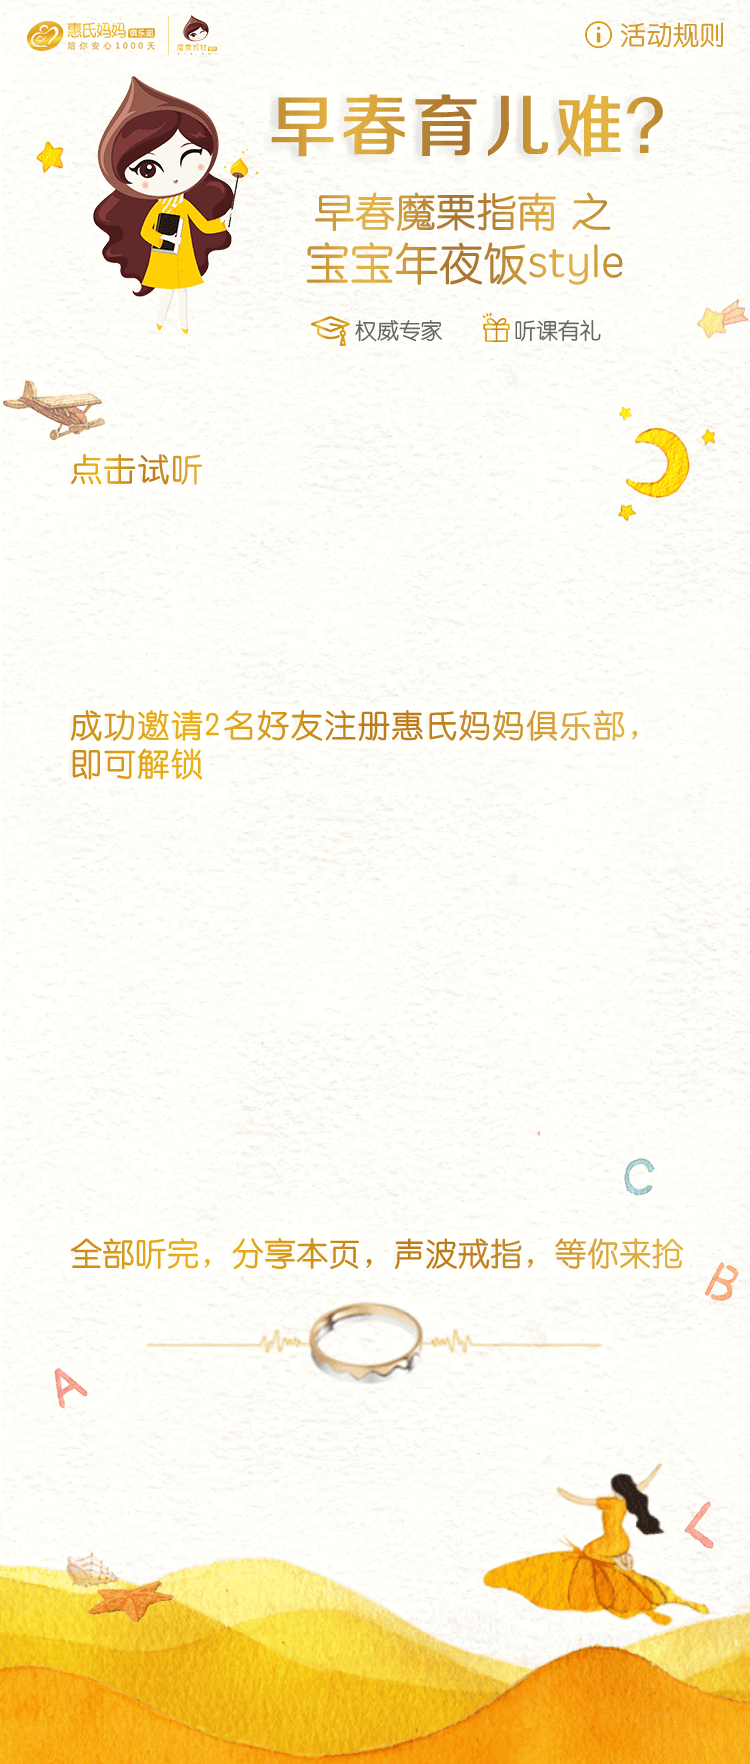 惠氏妈妈俱乐部
陪你安心1000天
活动规则
早春育儿难?
早春魔栗指南 之
宝宝年夜饭style
权威专家
听课有礼
点击试听
成功邀请2名好友注册惠氏妈妈俱乐部，
即可解锁
C
全部听完，分享本页，声波戒指，等你来抢
B
A
L